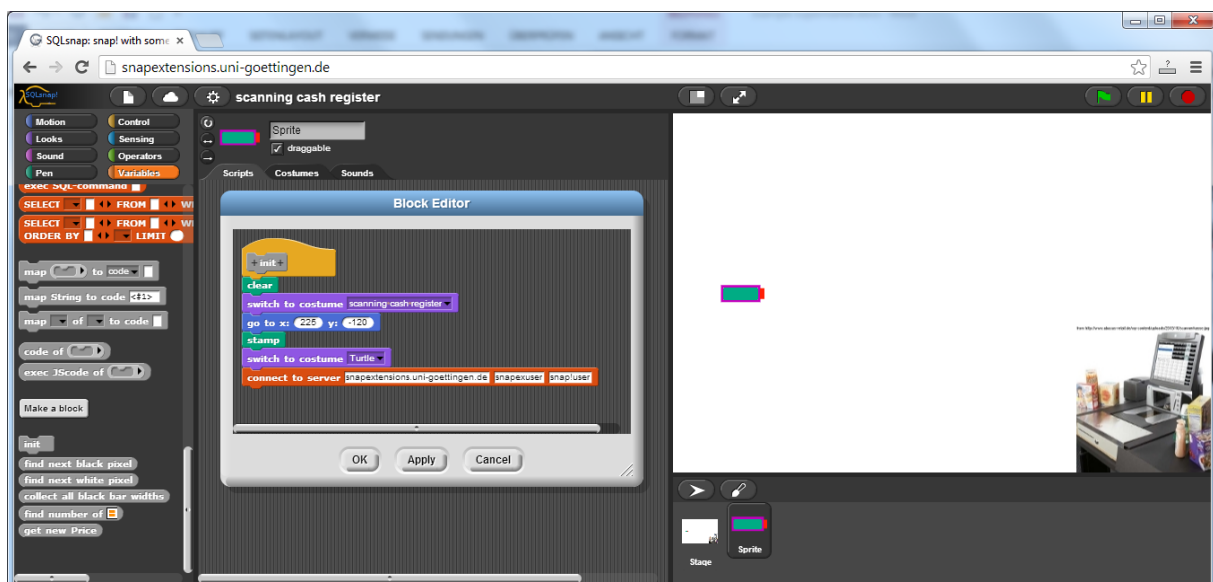 SQLsnap: snap! with some
snapextensions.uni-goettingen.de
SQLsnap!
scanning cash register
Motion
Control
Looks
Sensing
Sound
Operators
Pen
Variables
Sprite
draggable
Scripts
Costumes
Sounds
exec SQL-command
SELECT FROM WI
SELECT FROM WI
ORDER BY LIMIT
map to code
map String to code <#1>
map of to code
code of
exec JScode of
Make a block
init
find next black pixel
find next white pixel
collect all black bar widths
find number of
get new Price
Block Editor
+ init +
clear
switch to costume scanning-cash-register
go to x: 225 y: -120
stamp
switch to costume Turtle
connect to server snapextensions.uni-goettingen.de snapexuser snap!user
OK
Apply
Cancel
Stage
Sprite